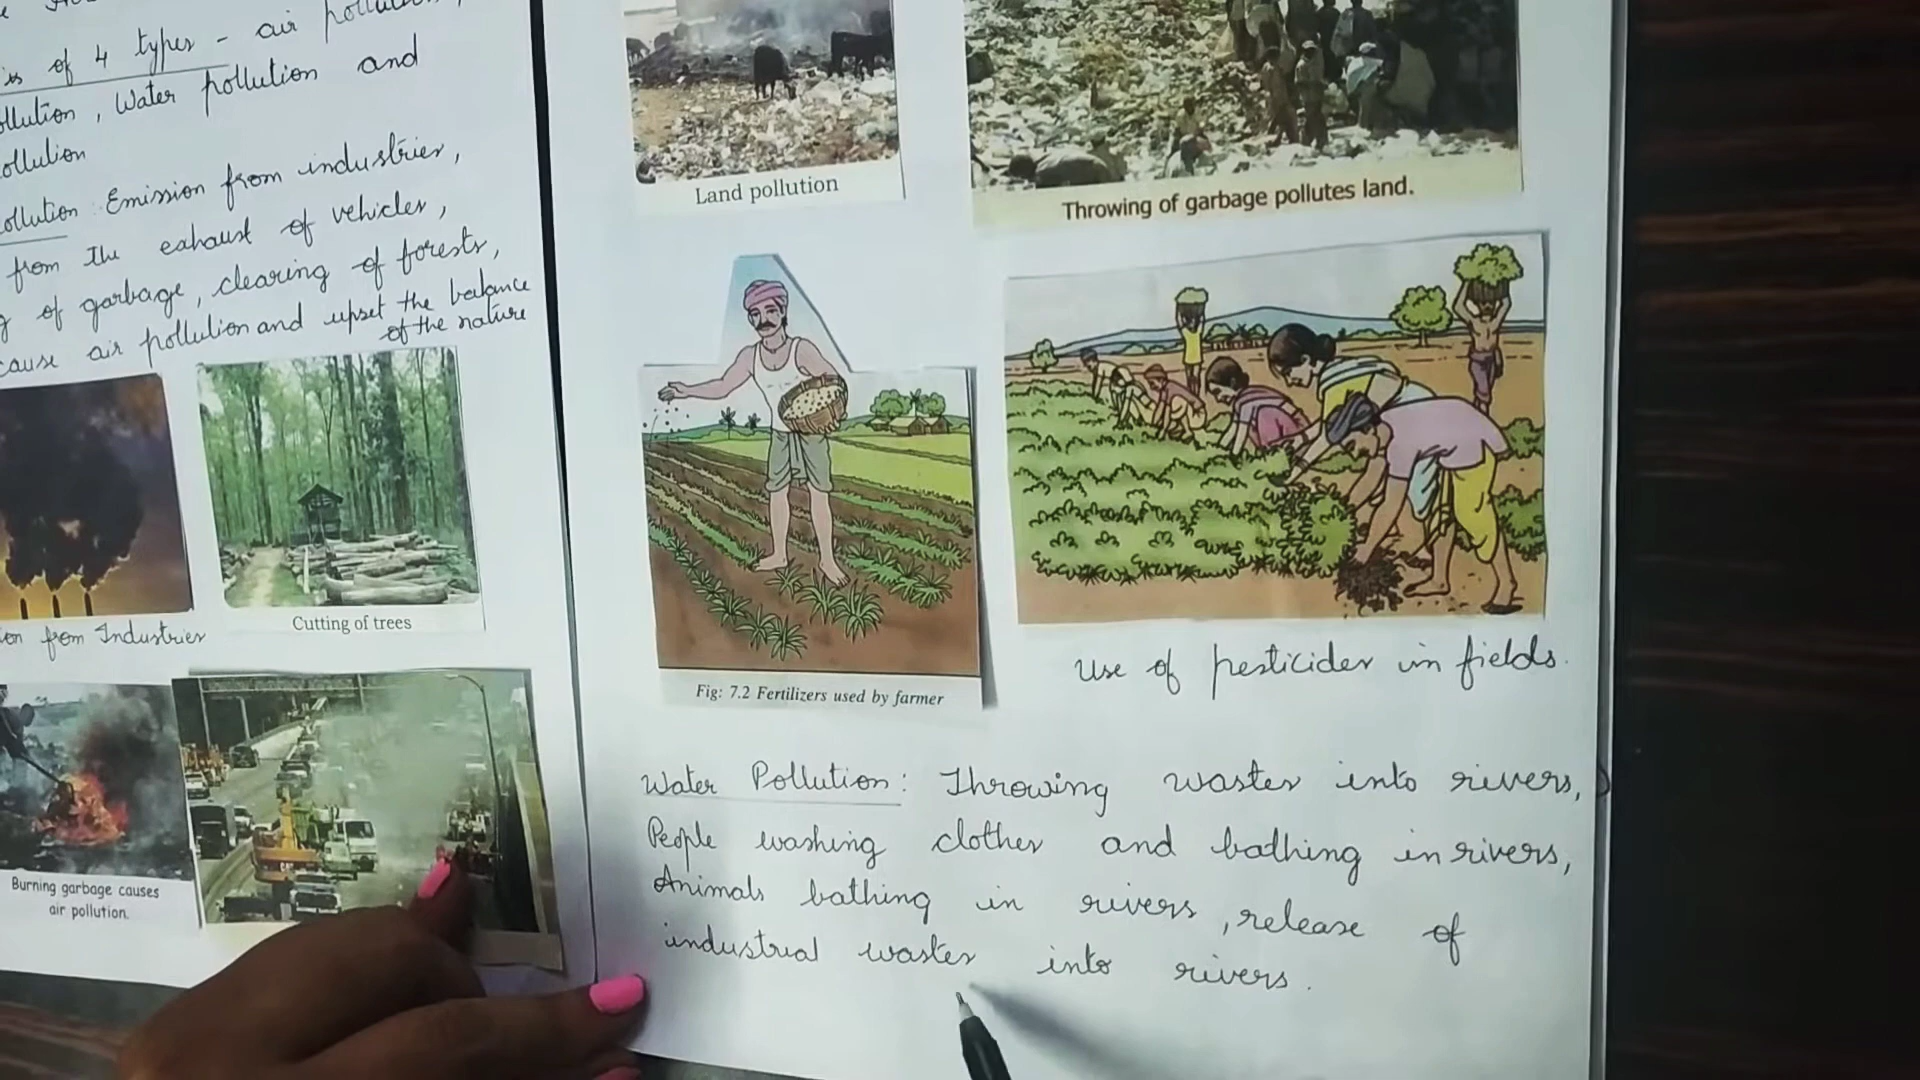 is of 4 types - air pollution,
Water pollution and
Emission from industries,
from the exhaust of vehicles,
of garbage, clearing of forests,
cause air pollution and upset the balance
of the nature
from Industries
Cutting of trees
Burning garbage causes
air pollution.
Land pollution
Throwing of garbage pollutes land.
Fig: 7.2 Fertilizers used by farmer
Use of pesticides in fields.
Water Pollution: Throwing wastes into rivers,
People washing clothes and bathing in rivers,
Animals bathing in rivers, release of
industrial wastes into rivers.